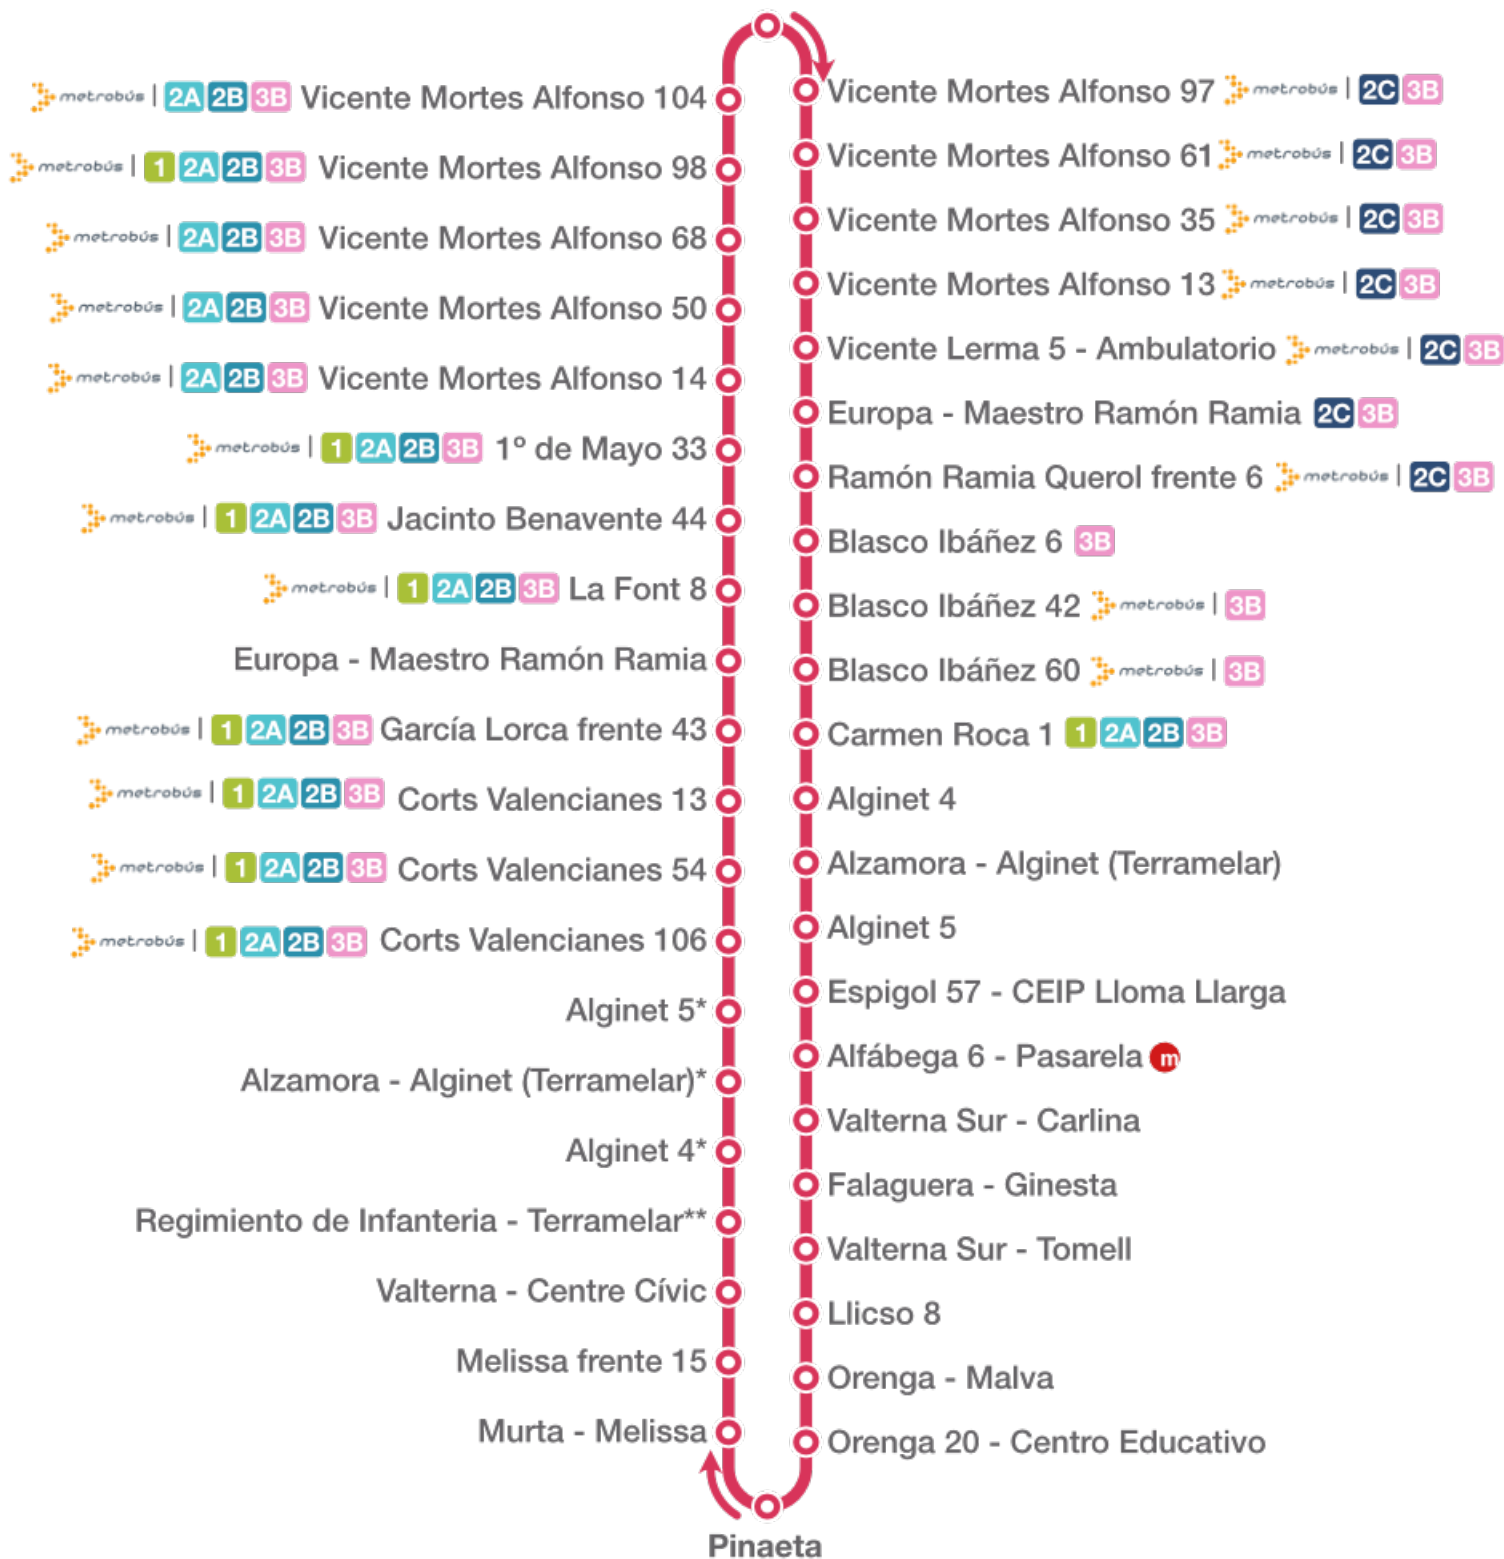 metrobús | 2A 2B 3B Vicente Mortes Alfonso 104
metrobús | 1 2A 2B 3B Vicente Mortes Alfonso 98
metrobús | 2A 2B 3B Vicente Mortes Alfonso 68
metrobús | 2A 2B 3B Vicente Mortes Alfonso 50
metrobús | 2A 2B 3B Vicente Mortes Alfonso 14
metrobús | 1 2A 2B 3B 1º de Mayo 33
metrobús | 1 2A 2B 3B Jacinto Benavente 44
metrobús | 1 2A 2B 3B La Font 8
Europa - Maestro Ramón Ramia
metrobús | 1 2A 2B 3B García Lorca frente 43
metrobús | 1 2A 2B 3B Corts Valencianes 13
metrobús | 1 2A 2B 3B Corts Valencianes 54
metrobús | 1 2A 2B 3B Corts Valencianes 106
Alginet 5*
Alzamora - Alginet (Terramelar)*
Alginet 4*
Regimiento de Infanteria - Terramelar**
Valterna - Centre Cívic
Melissa frente 15
Murta - Melissa
Vicente Mortes Alfonso 97 metrobús | 2C 3B
Vicente Mortes Alfonso 61 metrobús | 2C 3B
Vicente Mortes Alfonso 35 metrobús | 2C 3B
Vicente Mortes Alfonso 13 metrobús | 2C 3B
Vicente Lerma 5 - Ambulatorio metrobús | 2C 3B
Europa - Maestro Ramón Ramia 2C 3B
Ramón Ramia Querol frente 6 metrobús | 2C 3B
Blasco Ibáñez 6 3B
Blasco Ibáñez 42 metrobús | 3B
Blasco Ibáñez 60 metrobús | 3B
Carmen Roca 1 1 2A 2B 3B
Alginet 4
Alzamora - Alginet (Terramelar)
Alginet 5
Espigol 57 - CEIP Lloma Llarga
Alfábega 6 - Pasarela m
Valterna Sur - Carlina
Falaguera - Ginesta
Valterna Sur - Tomell
Llicso 8
Orenga - Malva
Orenga 20 - Centro Educativo
Pinaeta